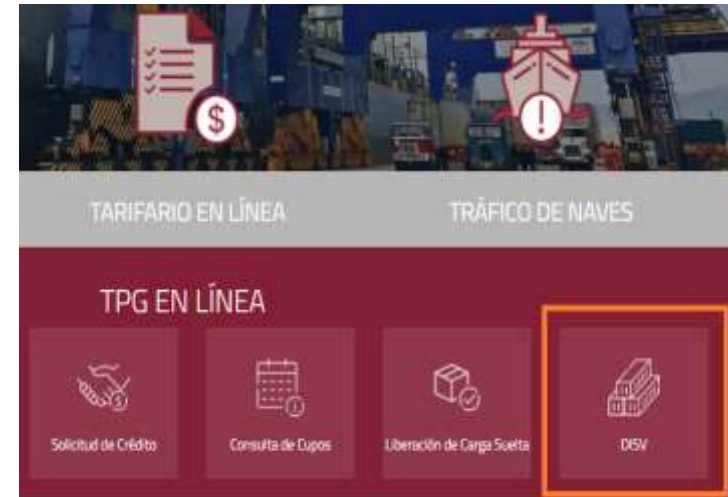 TARIFARIO EN LÍNEA
TRÁFICO DE NAVES
TPG EN LÍNEA
Solicitud de Crédito
Consulta de Cupos
Liberación de Carga Suelta
DISV